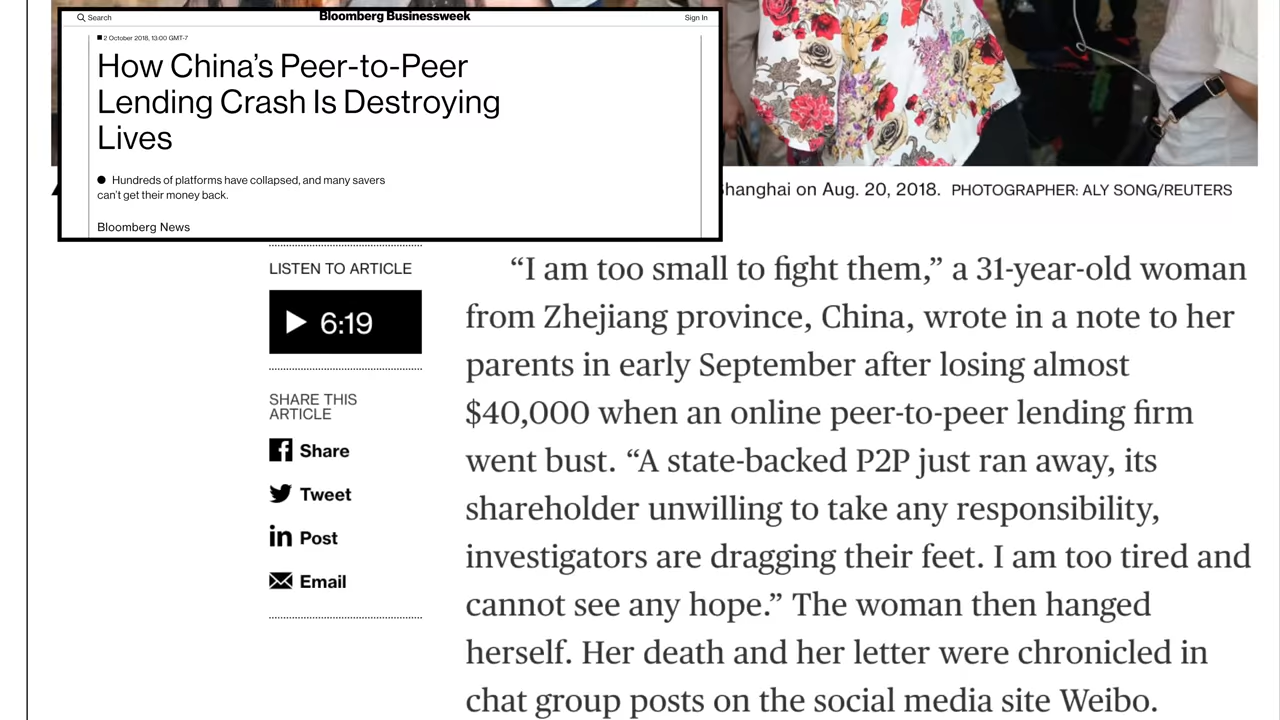 Search
Bloomberg Businessweek
Sign In
2 October 2018, 13:00 GMT-7
How China’s Peer-to-Peer
Lending Crash Is Destroying
Lives
Hundreds of platforms have collapsed, and many savers
can’t get their money back.
Bloomberg News
Shanghai on Aug. 20, 2018. PHOTOGRAPHER: ALY SONG/REUTERS
LISTEN TO ARTICLE
6:19
SHARE THIS
ARTICLE
Share
Tweet
Post
Email
“I am too small to fight them,” a 31-year-old woman
from Zhejiang province, China, wrote in a note to her
parents in early September after losing almost
$40,000 when an online peer-to-peer lending firm
went bust. “A state-backed P2P just ran away, its
shareholder unwilling to take any responsibility,
investigators are dragging their feet. I am too tired and
cannot see any hope.” The woman then hanged
herself. Her death and her letter were chronicled in
chat group posts on the social media site Weibo.